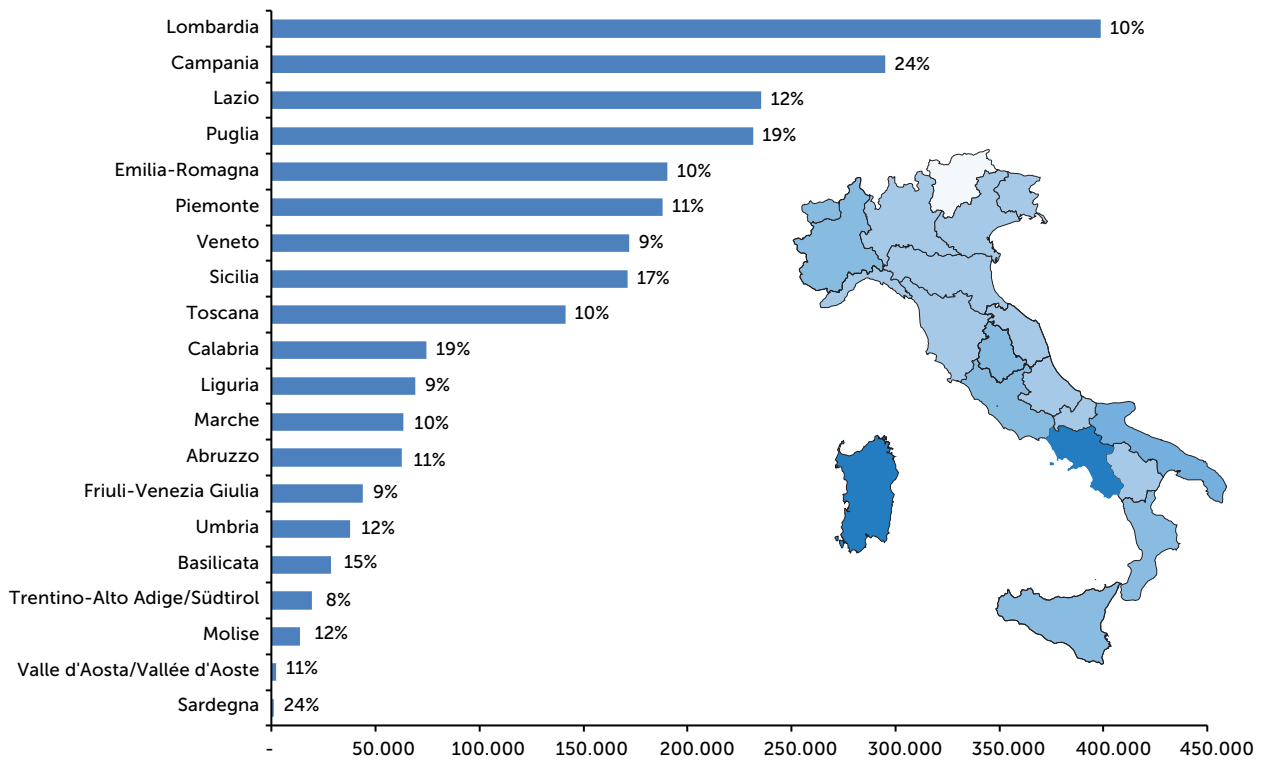 Lombardia 10%
Campania 24%
Lazio 12%
Puglia 19%
Emilia-Romagna 10%
Piemonte 11%
Veneto 9%
Sicilia 17%
Toscana 10%
Calabria 19%
Liguria 9%
Marche 10%
Abruzzo 11%
Friuli-Venezia Giulia 9%
Umbria 12%
Basilicata 15%
Trentino-Alto Adige/Südtirol 8%
Molise 12%
Valle d'Aosta/Vallée d'Aoste 11%
Sardegna 24%
- 50.000 100.000 150.000 200.000 250.000 300.000 350.000 400.000 450.000